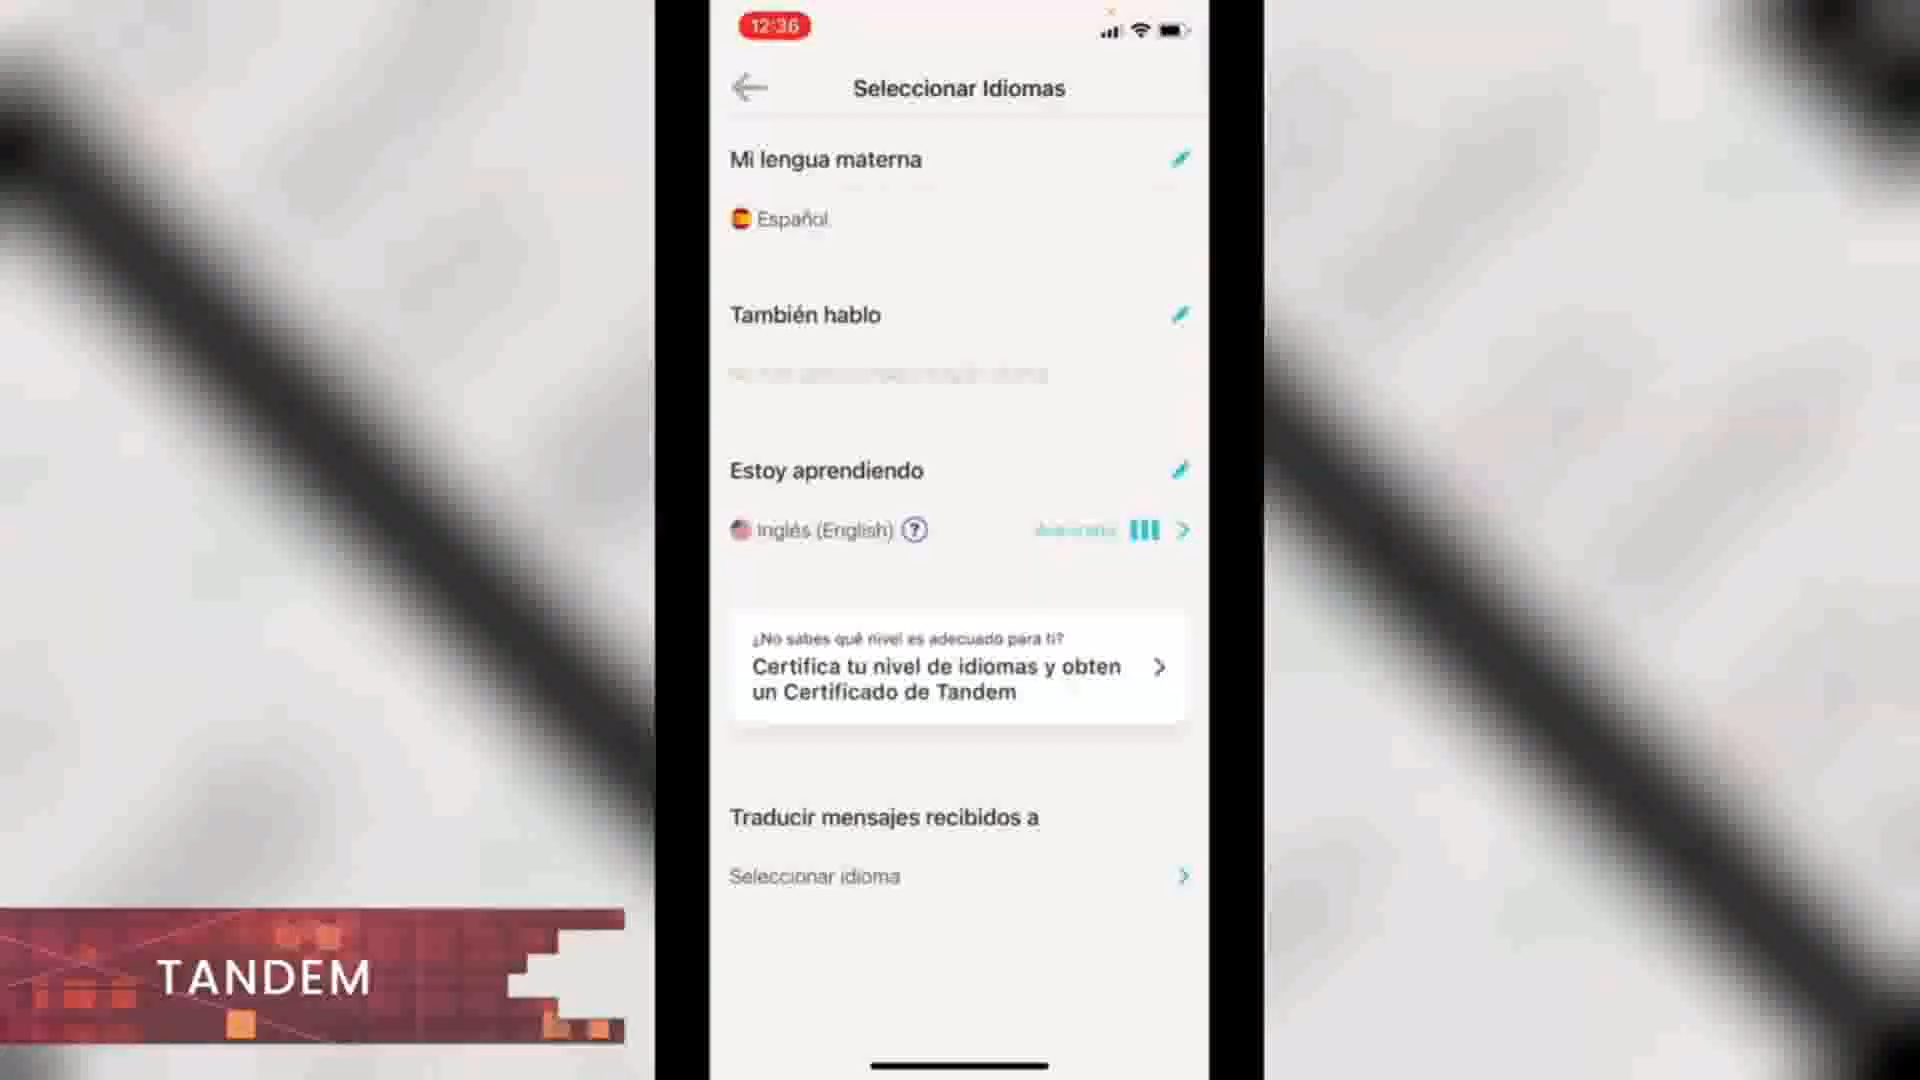 12:36
Seleccionar Idiomas
Mi lengua materna
Español
También hablo
Estoy aprendiendo
Inglés (English) ?
¿No sabes qué nivel es adecuado para ti?
Certifica tu nivel de idiomas y obten
un Certificado de Tandem
Traducir mensajes recibidos a
Seleccionar idioma
TANDEM